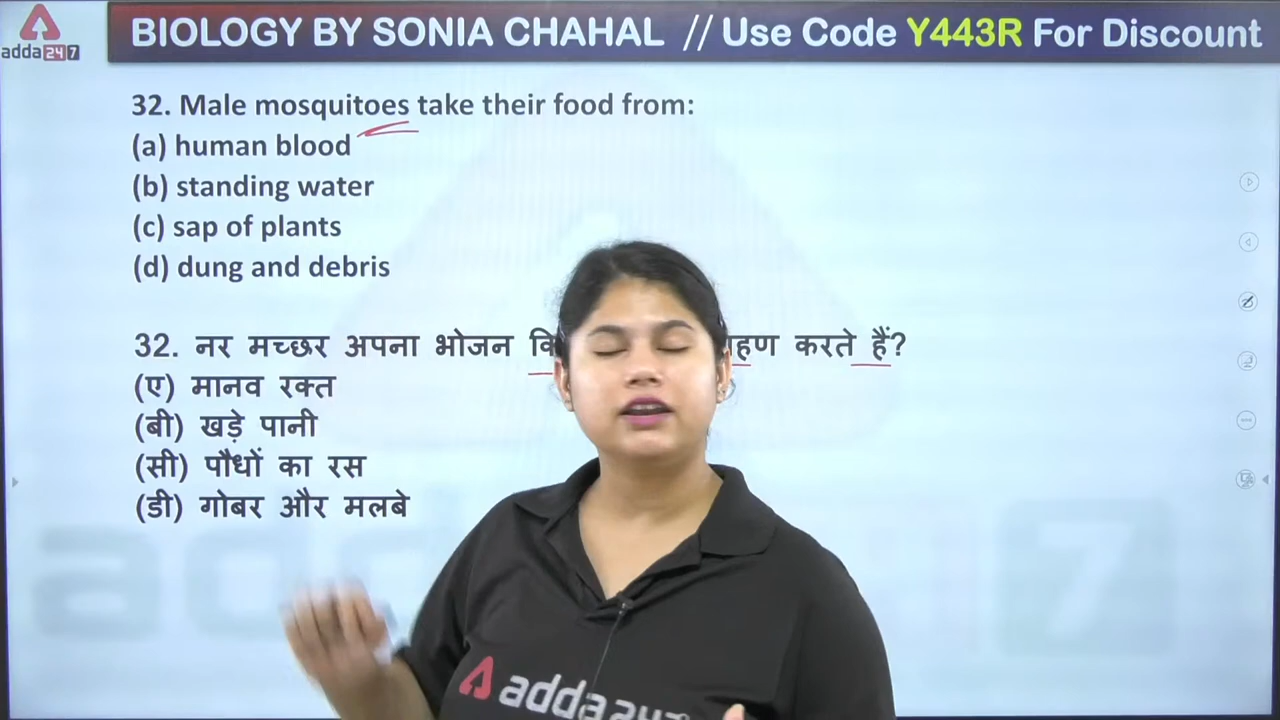 BIOLOGY BY SONIA CHAHAL // Use Code Y443R For Discount
adda247
32. Male mosquitoes take their food from:
(a) human blood
(b) standing water
(c) sap of plants
(d) dung and debris
32. नर मच्छर अपना भोजन करते हैं?
(ए) मानव रक्त
(बी) खड़े पानी
(सी) पौधों का रस
(डी) गोबर और मलबे
adda247